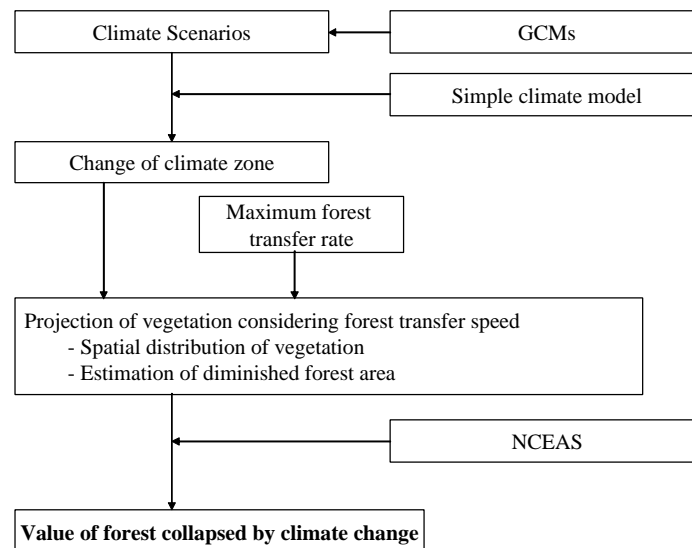 Climate Scenarios
GCMs
Simple climate model
Change of climate zone
Maximum forest
transfer rate
Projection of vegetation considering forest transfer speed
- Spatial distribution of vegetation
- Estimation of diminished forest area
NCEAS
Value of forest collapsed by climate change